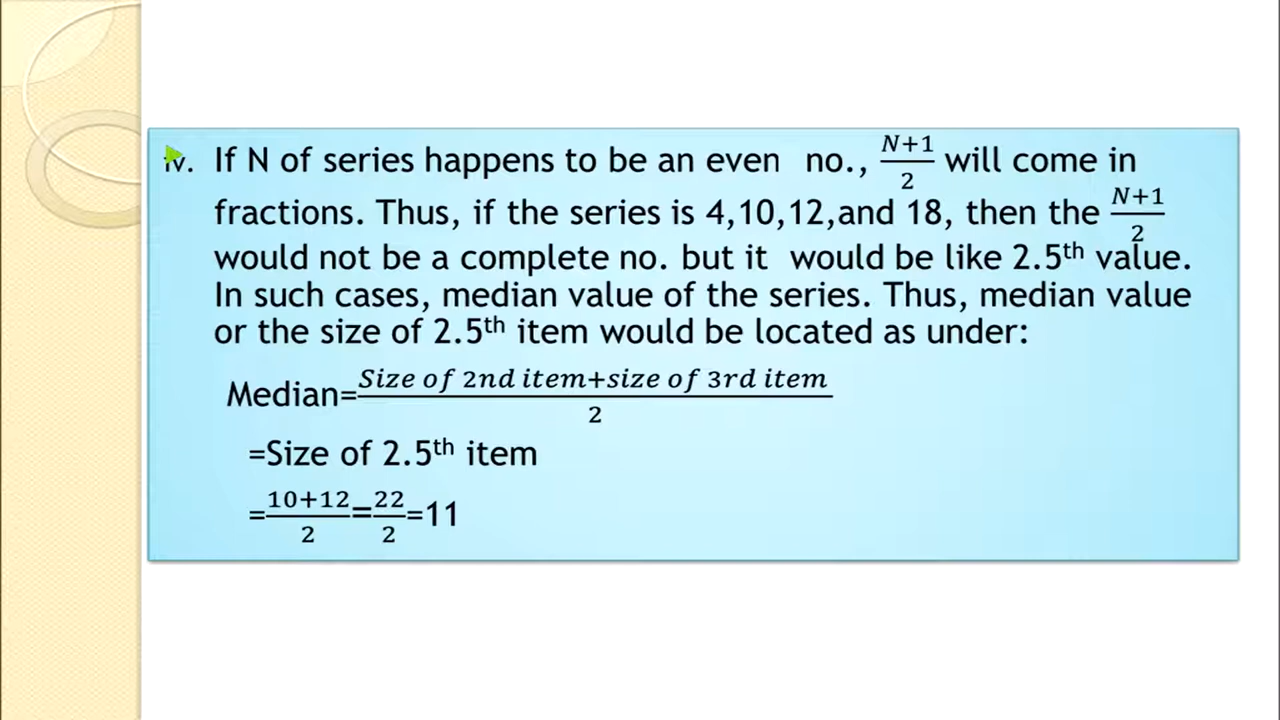 iv. If N of series happens to be an even no., N+1/2 will come in
fractions. Thus, if the series is 4,10,12,and 18, then the N+1/2
would not be a complete no. but it would be like 2.5th value.
In such cases, median value of the series. Thus, median value
or the size of 2.5th item would be located as under:
Median=Size of 2nd item+size of 3rd item/2
=Size of 2.5th item
=10+12/2=22/2=11